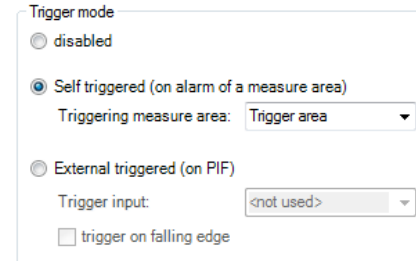 Trigger mode
disabled
Self triggered (on alarm of a measure area)
Triggering measure area: Trigger area
External triggered (on PIF)
Trigger input: <not used>
trigger on falling edge